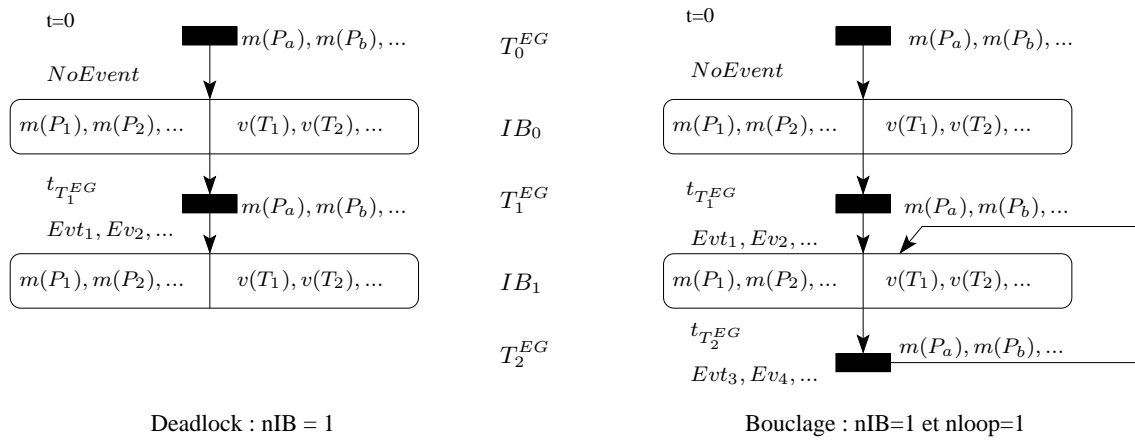 t=0
m(P_a), m(P_b), ...
T_0^{EG}
NoEvent
m(P_1), m(P_2), ... v(T_1), v(T_2), ...
IB_0
t_{T_1^{EG}}
m(P_a), m(P_b), ...
T_1^{EG}
Evt_1, Ev_2, ...
m(P_1), m(P_2), ... v(T_1), v(T_2), ...
IB_1
T_2^{EG}
Deadlock : nIB = 1
t=0
m(P_a), m(P_b), ...
NoEvent
m(P_1), m(P_2), ... v(T_1), v(T_2), ...
t_{T_1^{EG}}
m(P_a), m(P_b), ...
Evt_1, Ev_2, ...
m(P_1), m(P_2), ... v(T_1), v(T_2), ...
t_{T_2^{EG}}
m(P_a), m(P_b), ...
Evt_3, Ev_4, ...
Bouclage : nIB=1 et nloop=1